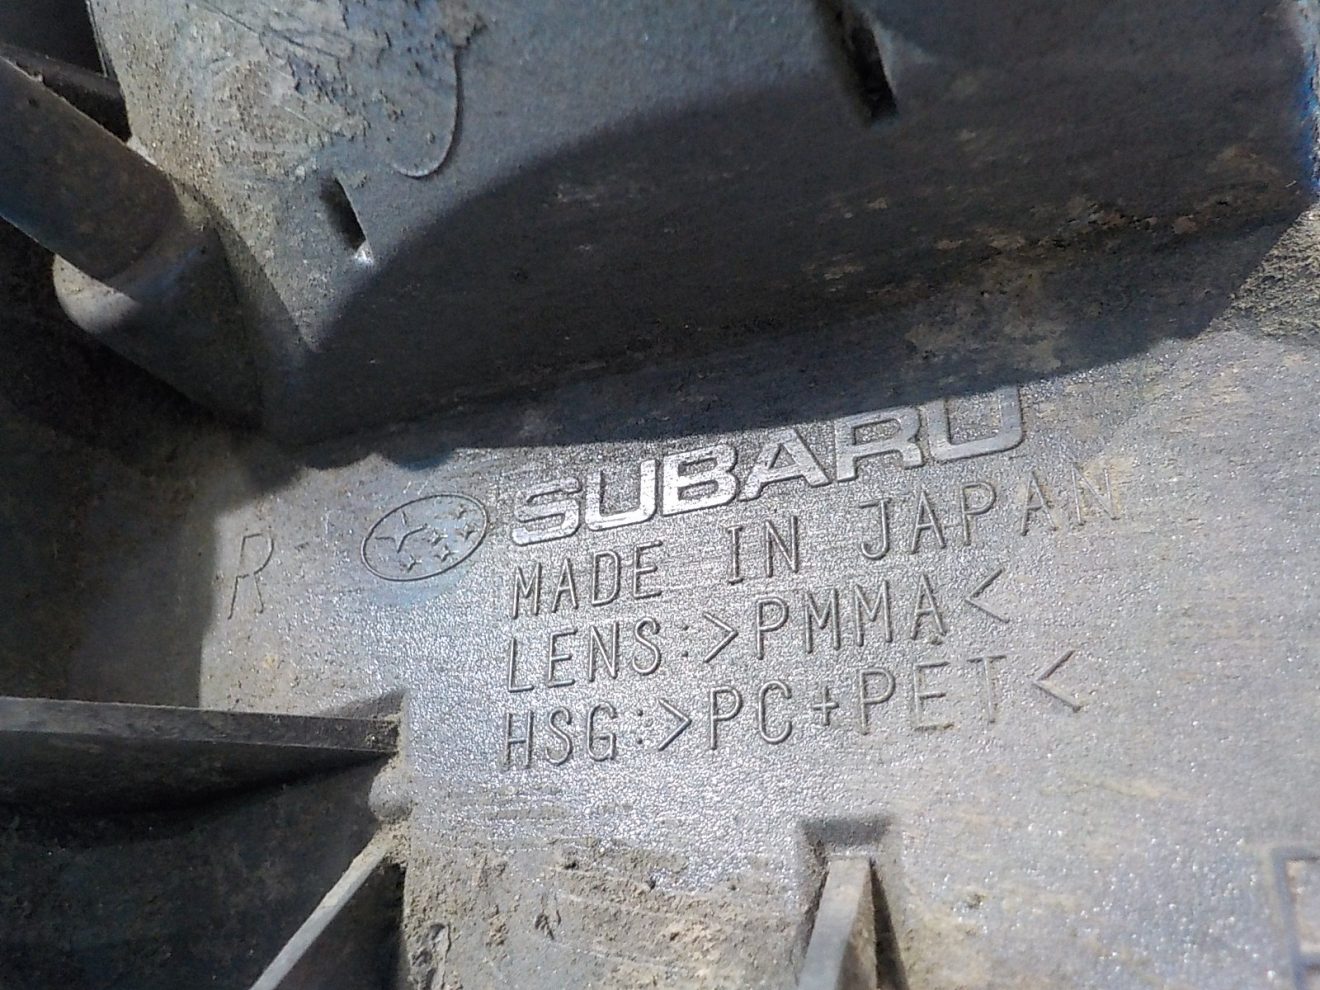 R
SUBARU
MADE IN JAPAN
LENS:>PMMA<
HSG:>PC+PET<